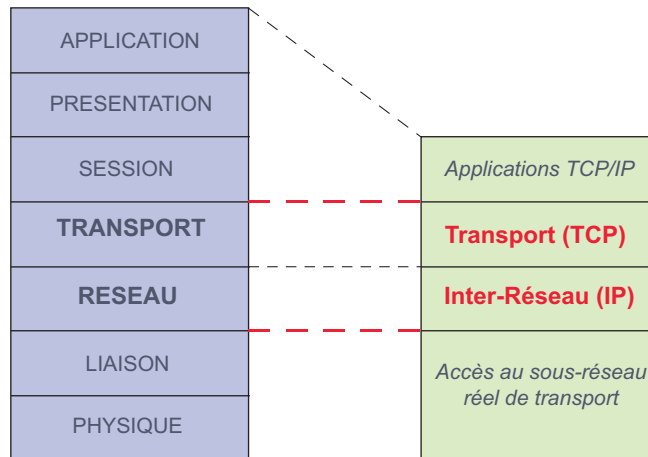 APPLICATION
PRESENTATION
SESSION
TRANSPORT
RESEAU
LIAISON
PHYSIQUE
Applications TCP/IP
Transport (TCP)
Inter-Réseau (IP)
Accès au sous-réseau
réel de transport